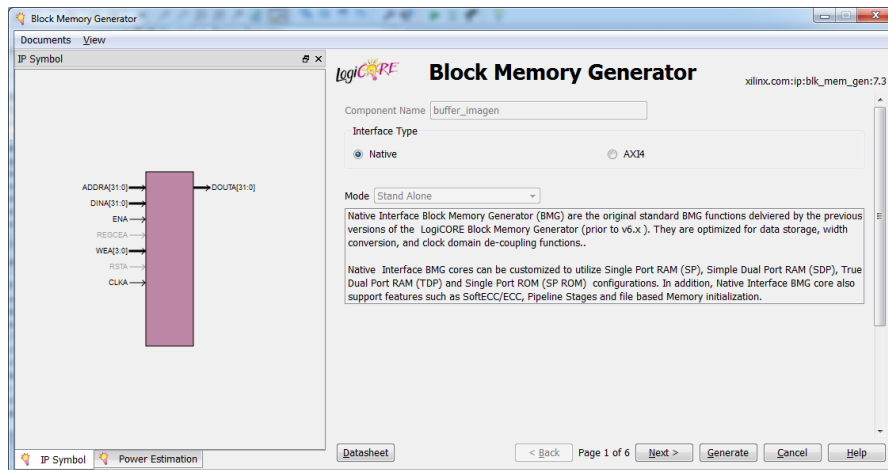 Block Memory Generator
Documents View
IP Symbol
ADDRA[31:0]
DINA[31:0]
ENA
REGCEA
WEA[3:0]
RSTA
CLKA
DOUTA[31:0]
IP Symbol
Power Estimation
LogiCORE
Block Memory Generator
xilinx.com:ip:blk_mem_gen:7.3
Component Name buffer_imagen
Interface Type
Native AXI4
Mode Stand Alone
Native Interface Block Memory Generator (BMG) are the original standard BMG functions delviered by the previous
versions of the LogiCORE Block Memory Generator (prior to v6.x ). They are optimized for data storage, width
conversion, and clock domain de-coupling functions..
Native Interface BMG cores can be customized to utilize Single Port RAM (SP), Simple Dual Port RAM (SDP), True
Dual Port RAM (TDP) and Single Port ROM (SP ROM) configurations. In addition, Native Interface BMG core also
support features such as SoftECC/ECC, Pipeline Stages and file based Memory initialization.
Datasheet < Back Page 1 of 6 Next > Generate Cancel Help